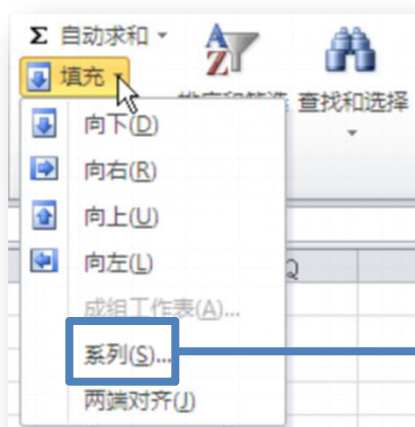 Σ 自动求和
填充
查找和选择
向下(D)
向右(R)
向上(U)
向左(L)
Q
成组工作表(A)...
系列(S)...
两端对齐(J)